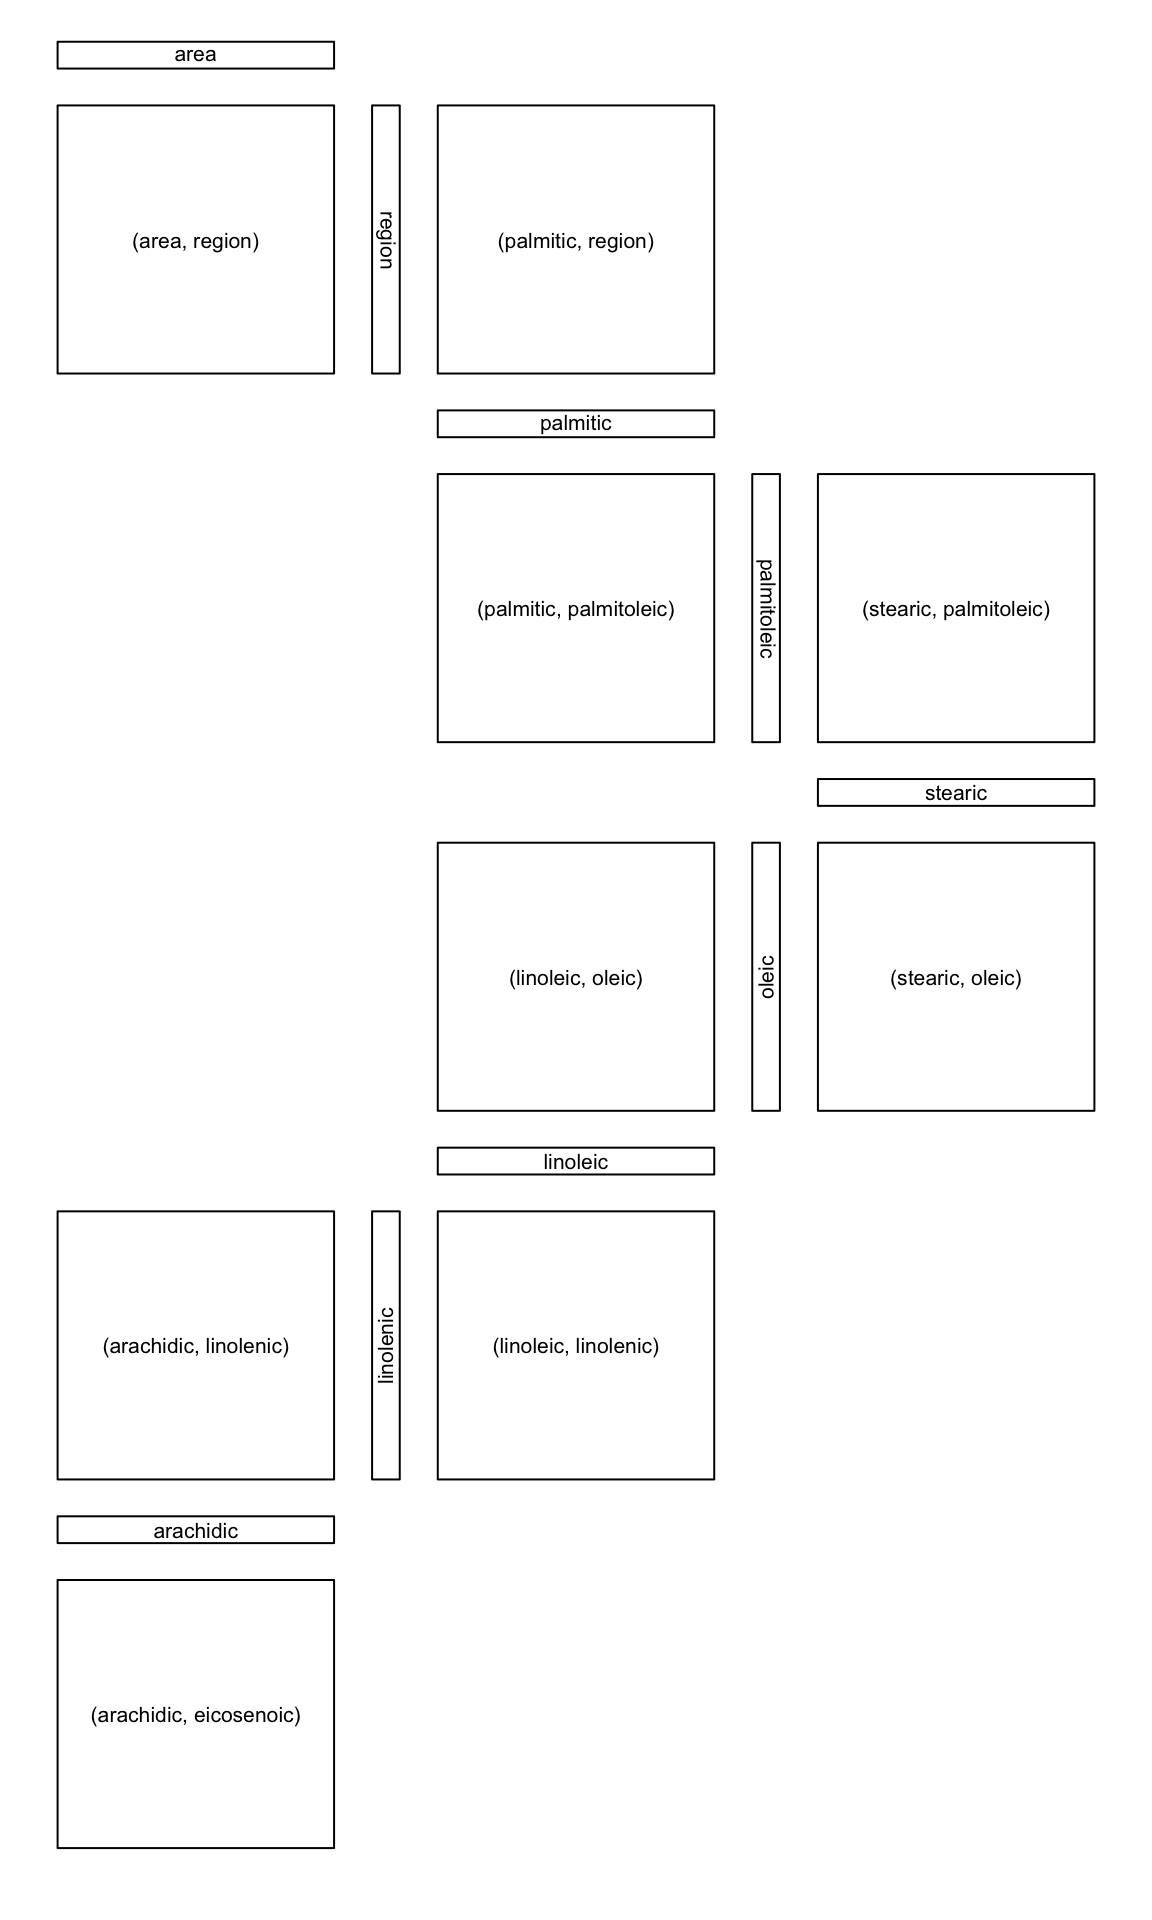 area
(area, region)
region
(palmitic, region)
palmitic
(palmitic, palmitoleic)
palmitoleic
(stearic, palmitoleic)
stearic
(linoleic, oleic)
oleic
(stearic, oleic)
linoleic
(arachidic, linolenic)
linolenic
(linoleic, linolenic)
arachidic
(arachidic, eicosenoic)